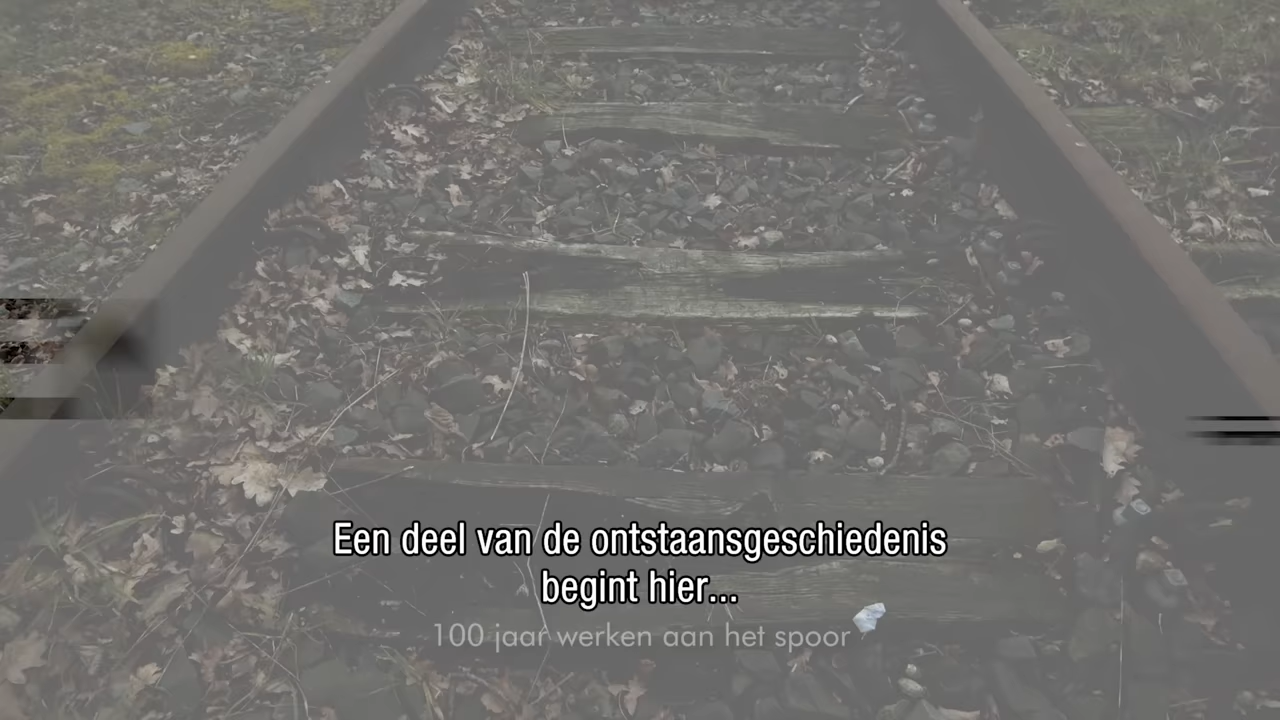 Een deel van de ontstaansgeschiedenis
begint hier...
100 jaar werken aan het spoor